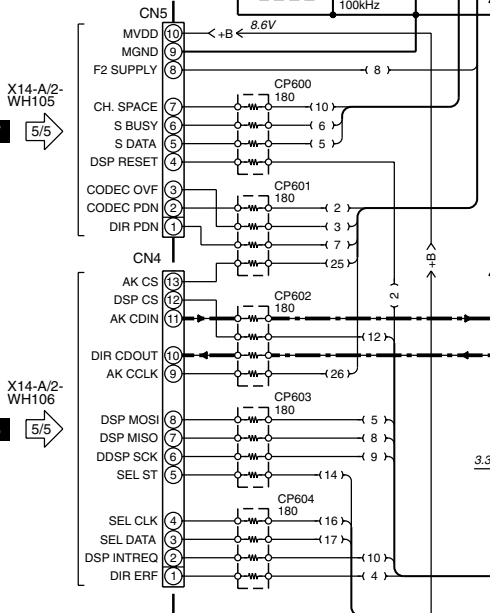 100kHz
CN5
8.6V
MVDD 10 +B
MGND 9
F2 SUPPLY 8 8
CP600
180
X14-A/2-
WH105
5/5
CH. SPACE 7 10
S BUSY 6 6
S DATA 5 5
DSP RESET 4
CP601
180
CODEC OVF 3
CODEC PDN 2 2
DIR PDN 1 3
7
CN4
25
+B
AK CS 13
DSP CS 12
CP602
180
2
AK CDIN 11
12
DIR CDOUT 10
AK CCLK 9 26
X14-A/2-
WH106
5/5
CP603
180
DSP MOSI 8 5
DSP MISO 7 8
DDSP SCK 6 9
SEL ST 5 14
3.3
CP604
180
SEL CLK 4 16
SEL DATA 3 17
DSP INTREQ 2 10
DIR ERF 1 4